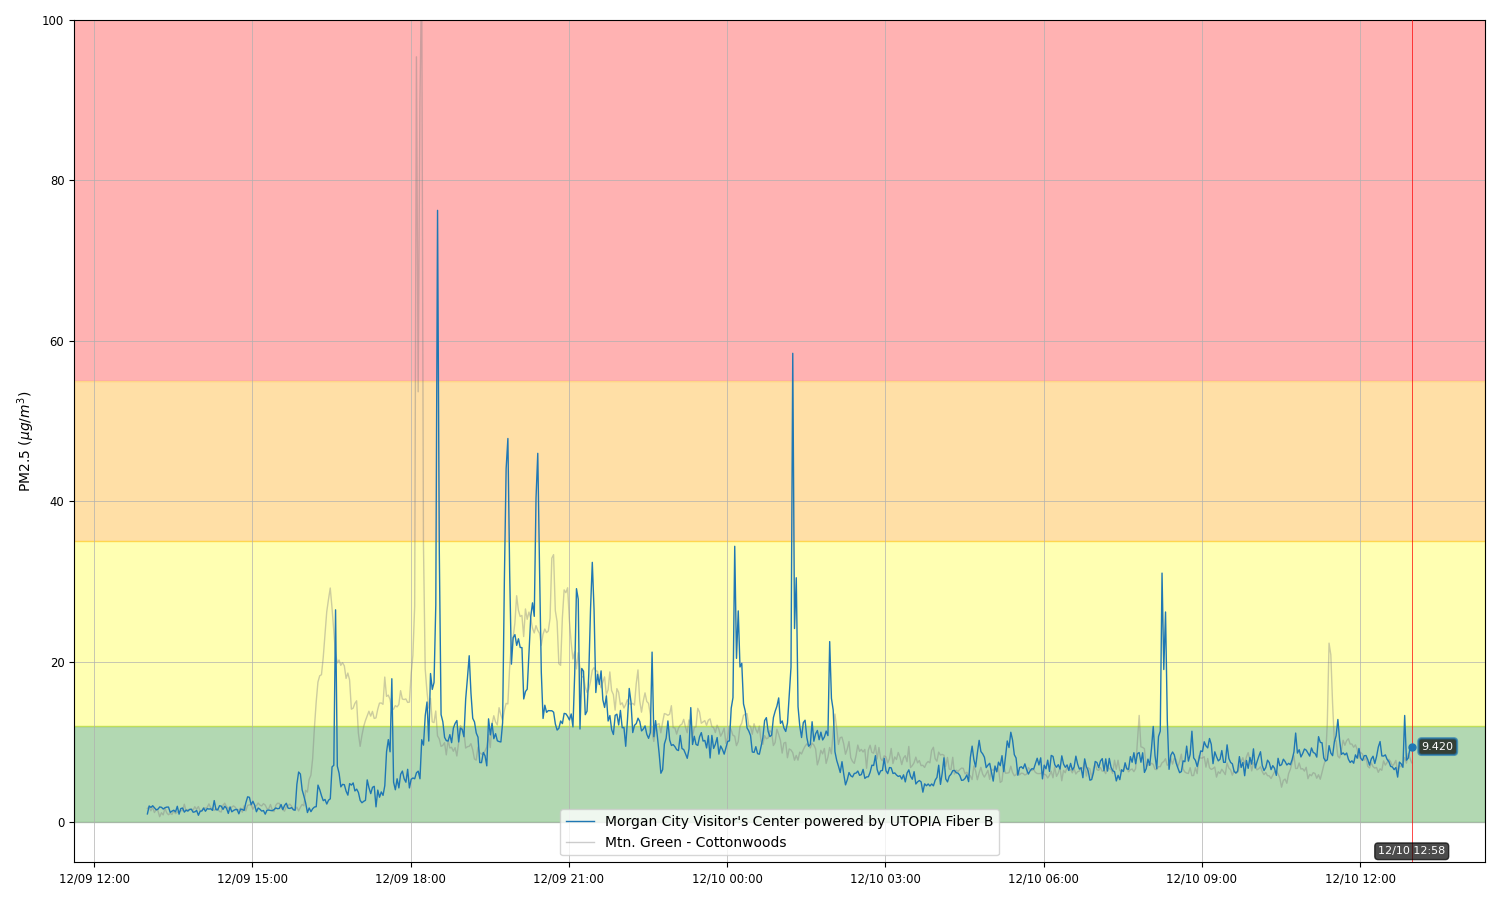 100
80
60
40
20
0
PM2.5 (μg/m³)
9.420
Morgan City Visitor's Center powered by UTOPIA Fiber B
Mtn. Green - Cottonwoods
12/10 12:58
12/09 12:00 12/09 15:00 12/09 18:00 12/09 21:00 12/10 00:00 12/10 03:00 12/10 06:00 12/10 09:00 12/10 12:00